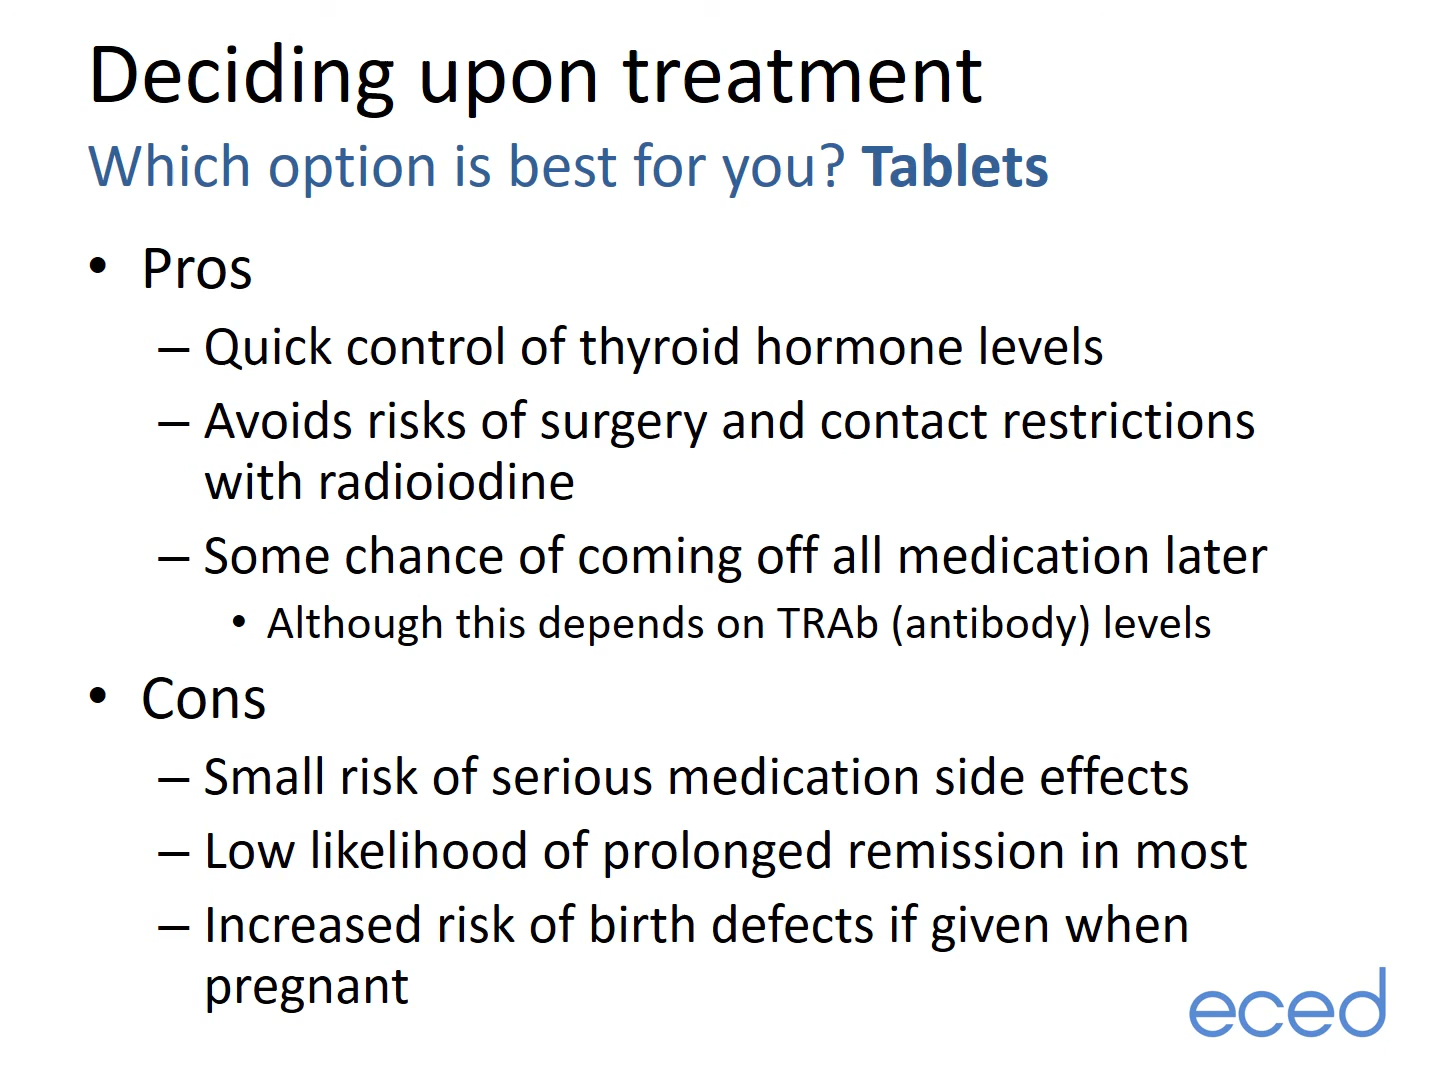 Deciding upon treatment
Which option is best for you? Tablets
• Pros
– Quick control of thyroid hormone levels
– Avoids risks of surgery and contact restrictions
with radioiodine
– Some chance of coming off all medication later
• Although this depends on TRAb (antibody) levels
• Cons
– Small risk of serious medication side effects
– Low likelihood of prolonged remission in most
– Increased risk of birth defects if given when
pregnant
eced